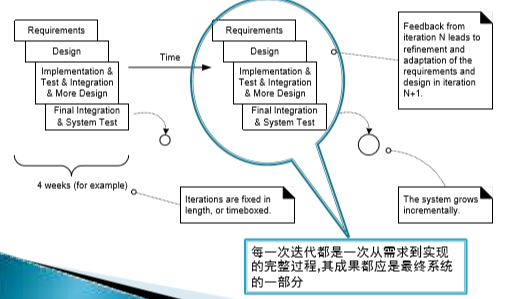 Requirements
Design
Implementation &
Test & Integration
& More Design
Final Integration
& System Test
Time
Requirements
Design
Implementation &
Test & Integration
& More Design
Final Integration
& System Test
Feedback from
iteration N leads to
refinement and
adaptation of the
requirements and
design in iteration
N+1.
4 weeks (for example)
Iterations are fixed in
length, or timeboxed.
The system grows
incrementally.
每一次迭代都是一次从需求到实现
的完整过程,其成果都应是最终系统
的一部分